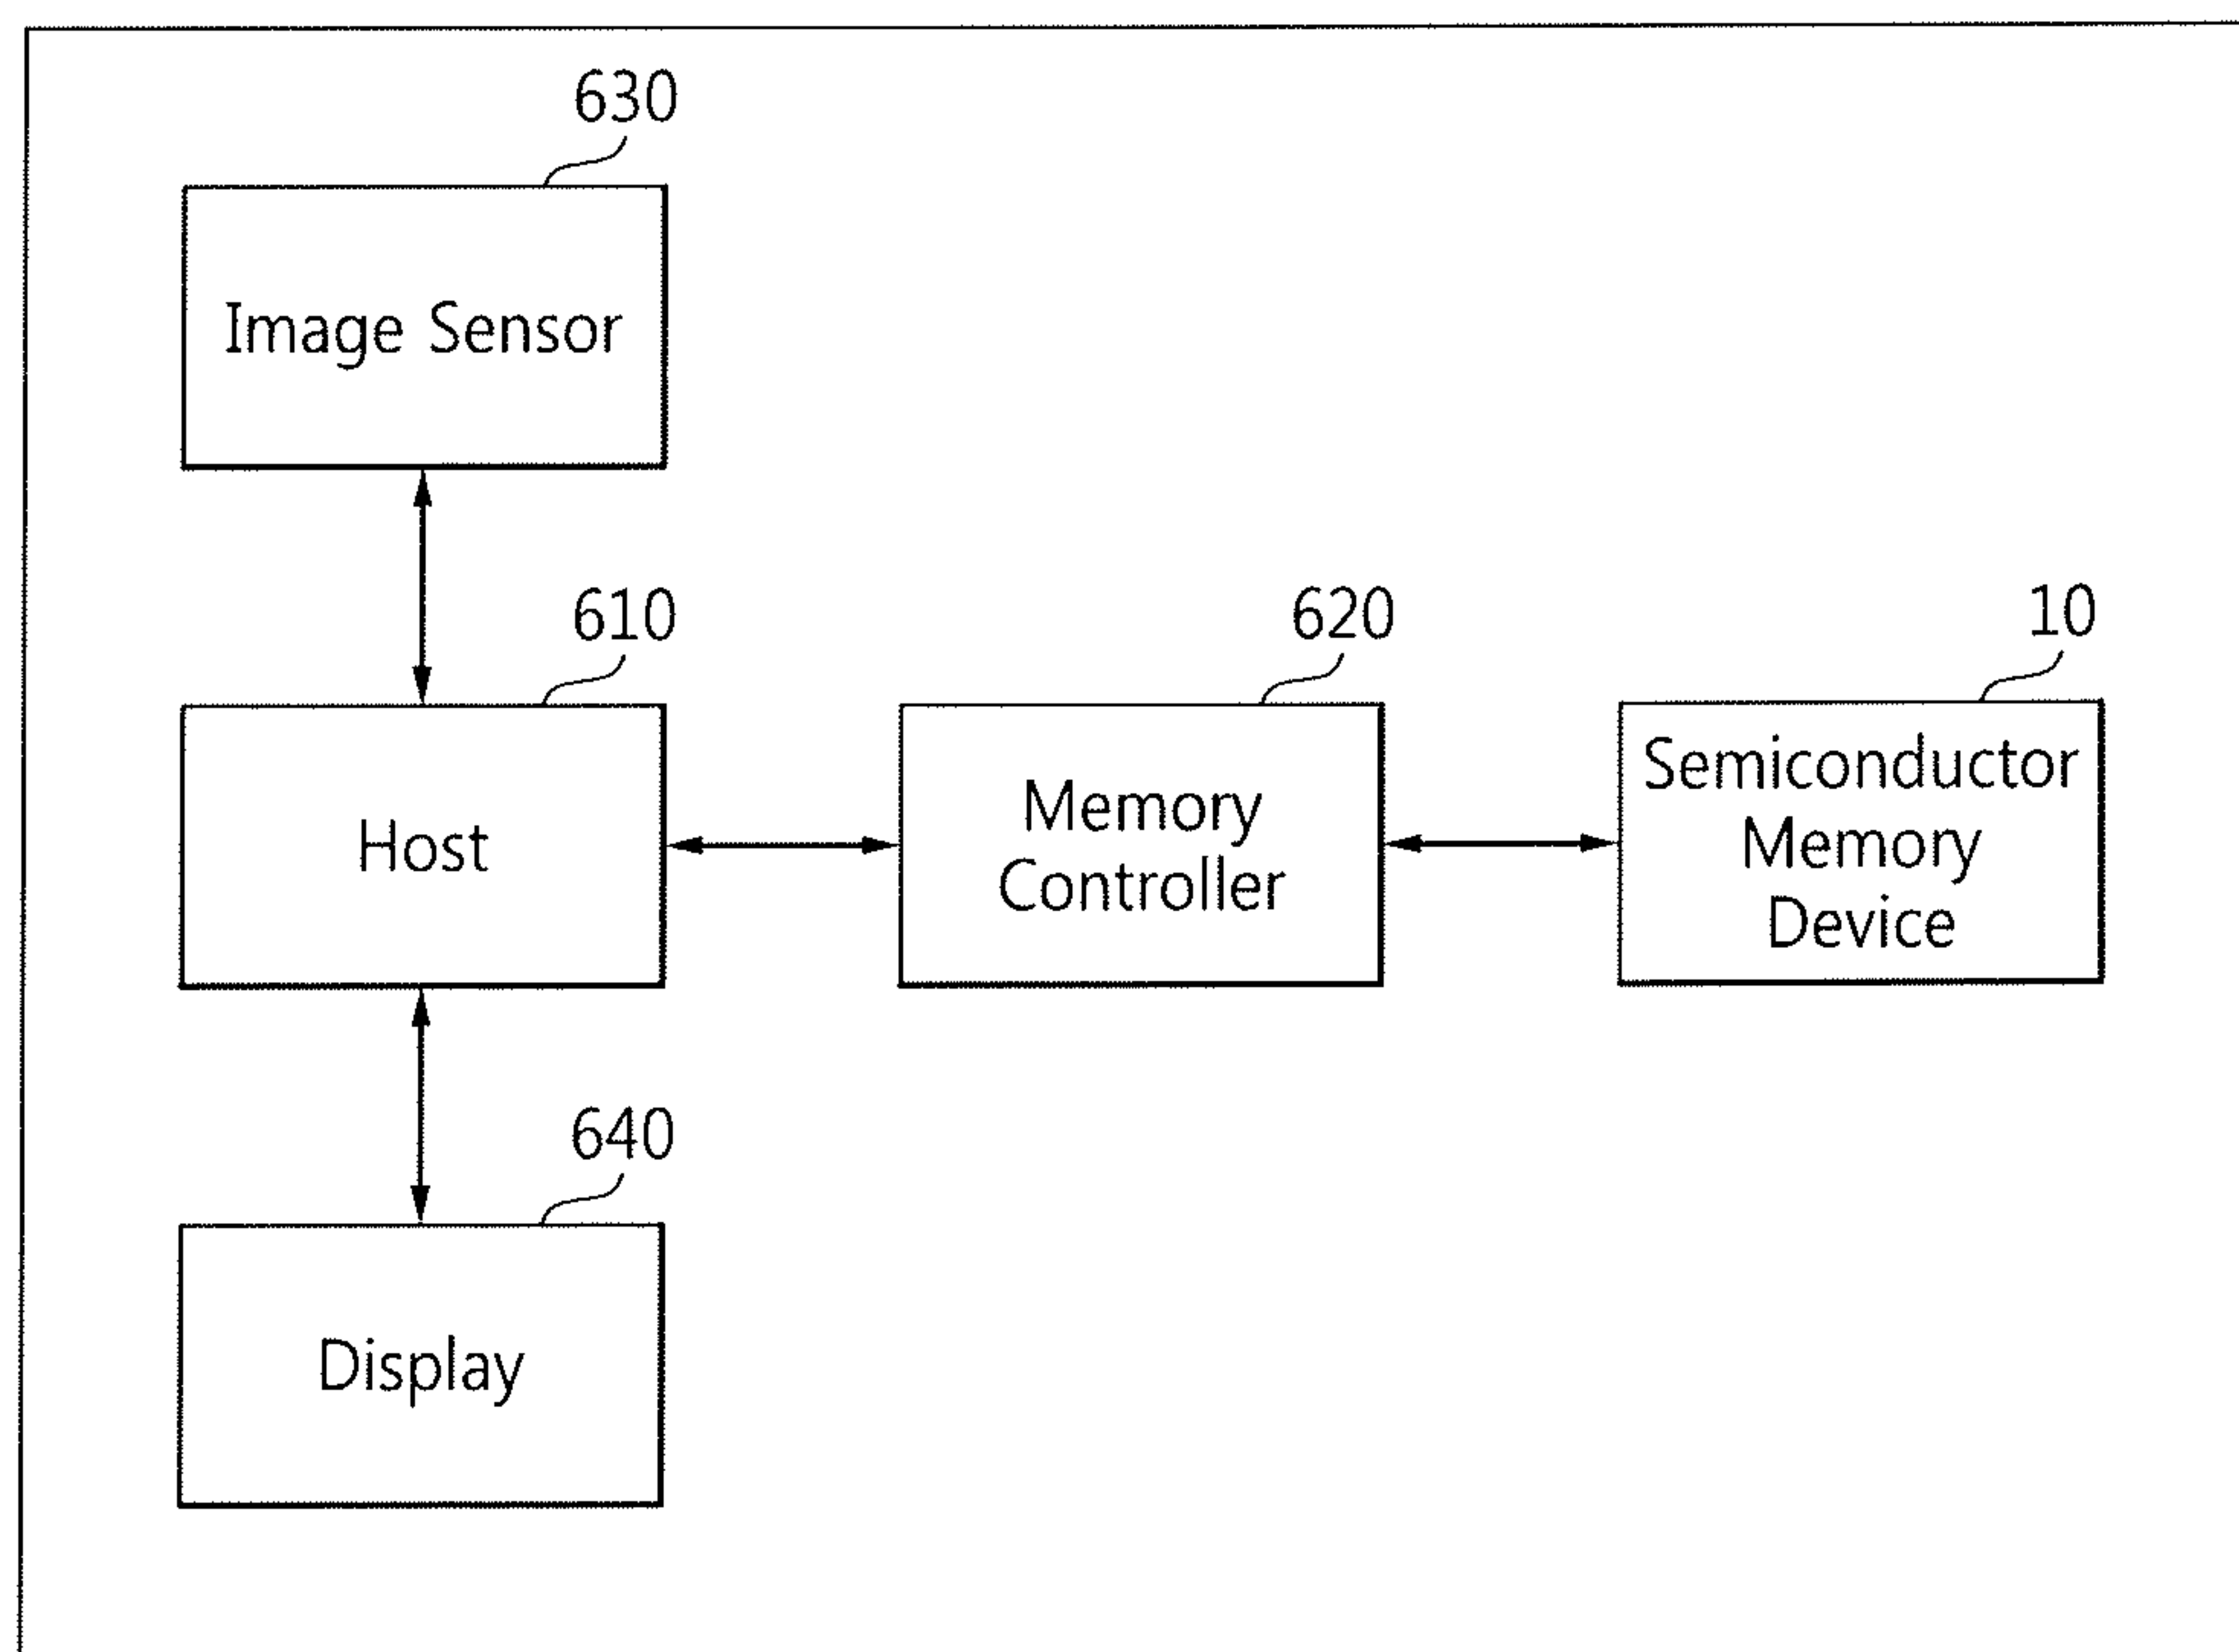 630
Image Sensor
610
Host
620
Memory
Controller
10
Semiconductor
Memory
Device
640
Display